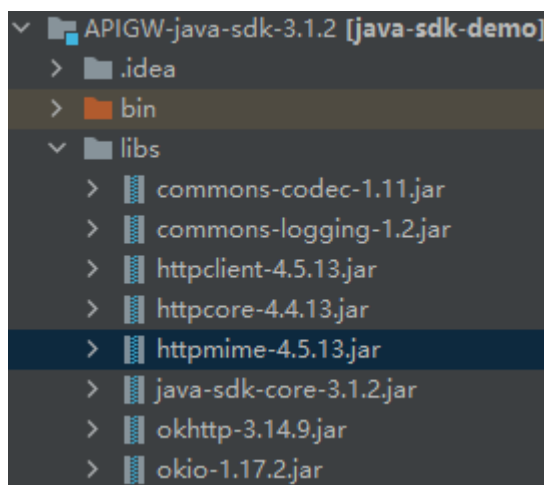 APIGW-java-sdk-3.1.2 [java-sdk-demo]
.idea
bin
libs
commons-codec-1.11.jar
commons-logging-1.2.jar
httpclient-4.5.13.jar
httpcore-4.4.13.jar
httpmime-4.5.13.jar
java-sdk-core-3.1.2.jar
okhttp-3.14.9.jar
okio-1.17.2.jar